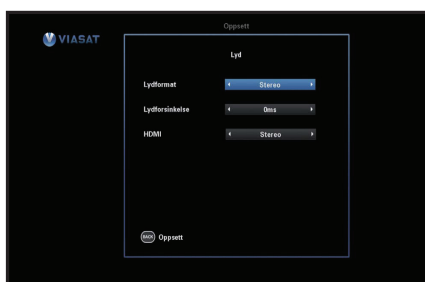 Oppsett
VIASAT
Lyd
Lydformat Stereo
Lydforsinkelse 0ms
HDMI Stereo
BACK Oppsett